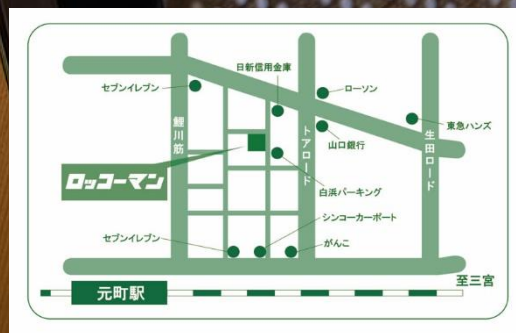 日新信用金庫
セブンイレブン
ローソン
鯉川筋
トアロード
東急ハンズ
山口銀行
生田ロード
ロッコーマン
白浜パーキング
シンコーカーポート
セブンイレブン
がんこ
至三宮
元町駅